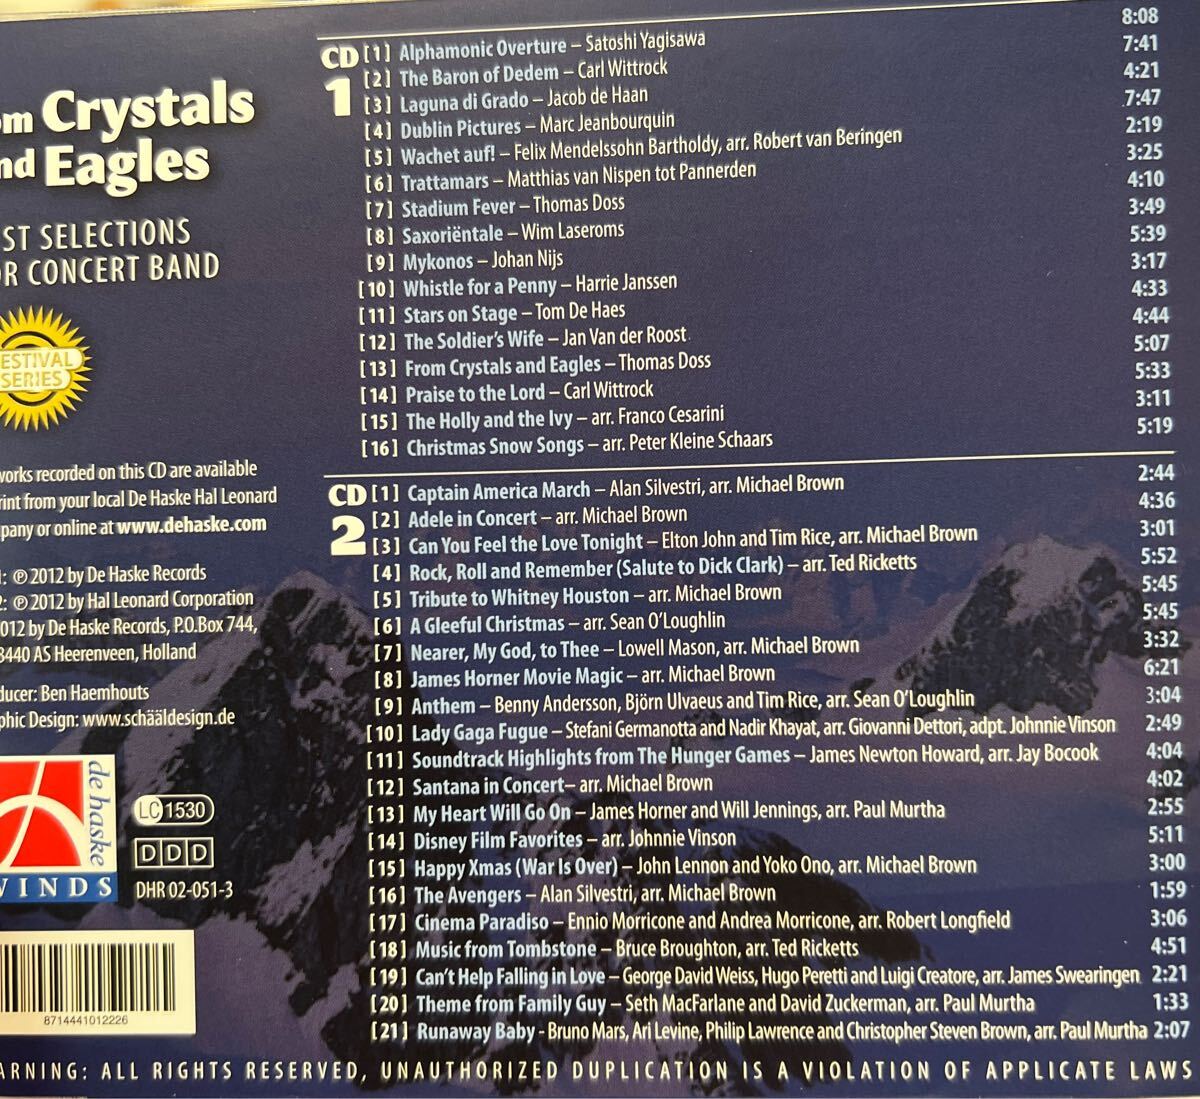 om Crystals
nd Eagles
ST SELECTIONS
OR CONCERT BAND
ESTIVAL
SERIES
works recorded on this CD are available
rint from your local De Haske Hal Leonard
pany or online at www.dehaske.com
1: ℗ 2012 by De Haske Records
2: ℗ 2012 by Hal Leonard Corporation
012 by De Haske Records, P.O.Box 744,
8440 AS Heerenveen, Holland
ducer: Ben Haemhouts
phic Design: www.schääldesign.de
de haske
WINDS
LC 1530
DDD
DHR 02-051-3
8714441012226
CD 1
[1] Alphamonic Overture – Satoshi Yagisawa 8:08
[2] The Baron of Dedem – Carl Wittrock 7:41
[3] Laguna di Grado – Jacob de Haan 4:21
[4] Dublin Pictures – Marc Jeanbourquin 7:47
[5] Wachet auf! – Felix Mendelssohn Bartholdy, arr. Robert van Beringen 2:19
[6] Trattamars – Matthias van Nispen tot Pannerden 3:25
[7] Stadium Fever – Thomas Doss 4:10
[8] Saxoriëntale – Wim Laseroms 3:49
[9] Mykonos – Johan Nijs 5:39
[10] Whistle for a Penny – Harrie Janssen 3:17
[11] Stars on Stage – Tom De Haes 4:33
[12] The Soldier's Wife – Jan Van der Roost 4:44
[13] From Crystals and Eagles – Thomas Doss 5:07
[14] Praise to the Lord – Carl Wittrock 5:33
[15] The Holly and the Ivy – arr. Franco Cesarini 3:11
[16] Christmas Snow Songs – arr. Peter Kleine Schaars 5:19
CD 2
[1] Captain America March – Alan Silvestri, arr. Michael Brown 2:44
[2] Adele in Concert – arr. Michael Brown 4:36
[3] Can You Feel the Love Tonight – Elton John and Tim Rice, arr. Michael Brown 3:01
[4] Rock, Roll and Remember (Salute to Dick Clark) – arr. Ted Ricketts 5:52
[5] Tribute to Whitney Houston – arr. Michael Brown 5:45
[6] A Gleeful Christmas – arr. Sean O'Loughlin 5:45
[7] Nearer, My God, to Thee – Lowell Mason, arr. Michael Brown 3:32
[8] James Horner Movie Magic – arr. Michael Brown 6:21
[9] Anthem – Benny Andersson, Björn Ulvaeus and Tim Rice, arr. Sean O'Loughlin 3:04
[10] Lady Gaga Fugue – Stefani Germanotta and Nadir Khayat, arr. Giovanni Dettori, adpt. Johnnie Vinson 2:49
[11] Soundtrack Highlights from The Hunger Games – James Newton Howard, arr. Jay Bocook 4:04
[12] Santana in Concert– arr. Michael Brown 4:02
[13] My Heart Will Go On – James Horner and Will Jennings, arr. Paul Murtha 2:55
[14] Disney Film Favorites – arr. Johnnie Vinson 5:11
[15] Happy Xmas (War Is Over) – John Lennon and Yoko Ono, arr. Michael Brown 3:00
[16] The Avengers – Alan Silvestri, arr. Michael Brown 1:59
[17] Cinema Paradiso – Ennio Morricone and Andrea Morricone, arr. Robert Longfield 3:06
[18] Music from Tombstone – Bruce Broughton, arr. Ted Ricketts 4:51
[19] Can't Help Falling in Love – George David Weiss, Hugo Peretti and Luigi Creatore, arr. James Swearingen 2:21
[20] Theme from Family Guy – Seth MacFarlane and David Zuckerman, arr. Paul Murtha 1:33
[21] Runaway Baby - Bruno Mars, Ari Levine, Philip Lawrence and Christopher Steven Brown, arr. Paul Murtha 2:07
ARNING: ALL RIGHTS RESERVED, UNAUTHORIZED DUPLICATION IS A VIOLATION OF APPLICATE LAWS